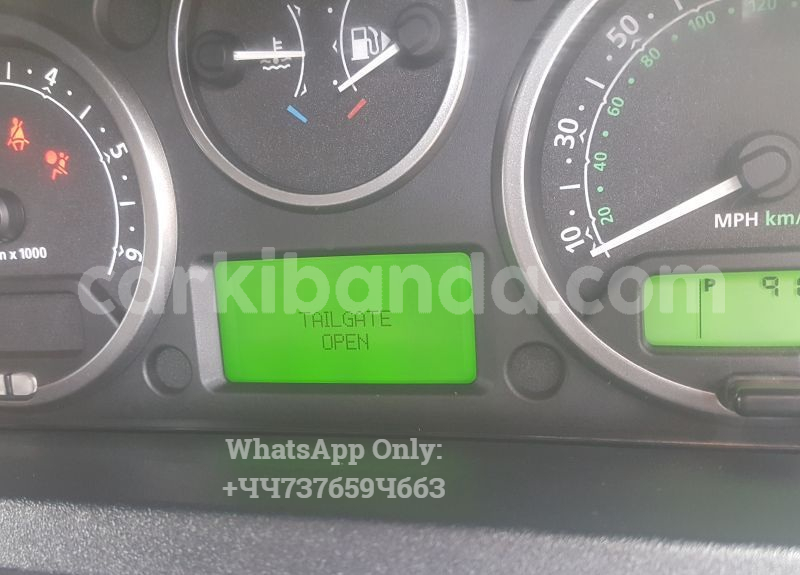 4
5
6
n x 1000
50
30
10
120
100
80
60
40
20
MPH km/
P
carkibanda.com
TAILGATE
OPEN
WhatsApp Only:
+447376594663